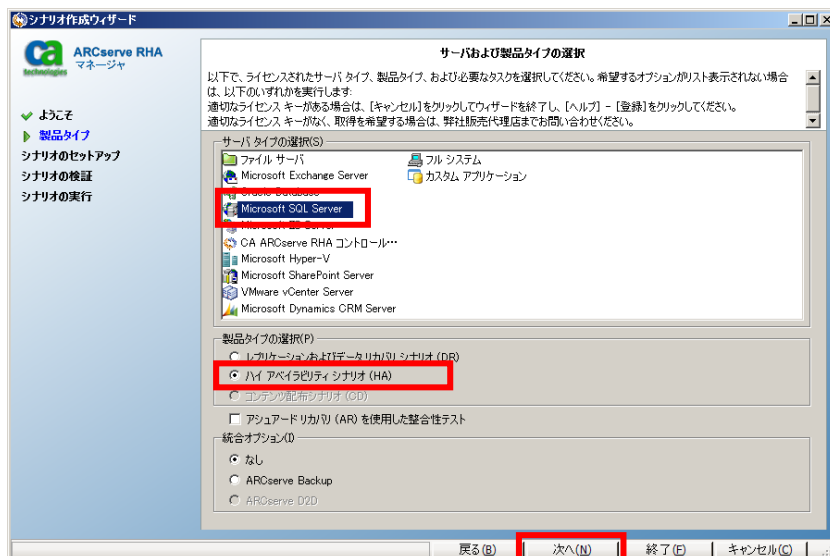 シナリオ作成ウィザード
ca
technologies
ARCserve RHA
マネージャ
ようこそ
製品タイプ
シナリオのセットアップ
シナリオの検証
シナリオの実行
サーバおよび製品タイプの選択
以下で、ライセンスされたサーバ タイプ、製品タイプ、および必要なタスクを選択してください。希望するオプションがリスト表示されない場合
は、以下のいずれかを実行します:
適切なライセンス キーがある場合は、[キャンセル]をクリックしてウィザードを終了し、[ヘルプ] - [登録]をクリックしてください。
適切なライセンス キーがなく、取得を希望する場合は、弊社販売代理店までお問い合わせください。
サーバ タイプの選択(S)
ファイル サーバ
Microsoft Exchange Server
Oracle Database
Microsoft SQL Server
Microsoft IIS Server
CA ARCserve RHA コントロール…
Microsoft Hyper-V
Microsoft SharePoint Server
VMware vCenter Server
Microsoft Dynamics CRM Server
フル システム
カスタム アプリケーション
製品タイプの選択(P)
レプリケーションおよびデータ リカバリ シナリオ (DR)
ハイ アベイラビリティ シナリオ (HA)
コンテンツ配布シナリオ (CD)
アシュアード リカバリ (AR) を使用した整合性テスト
統合オプション(I)
なし
ARCserve Backup
ARCserve D2D
戻る(B)
次へ(N)
終了(F)
キャンセル(C)